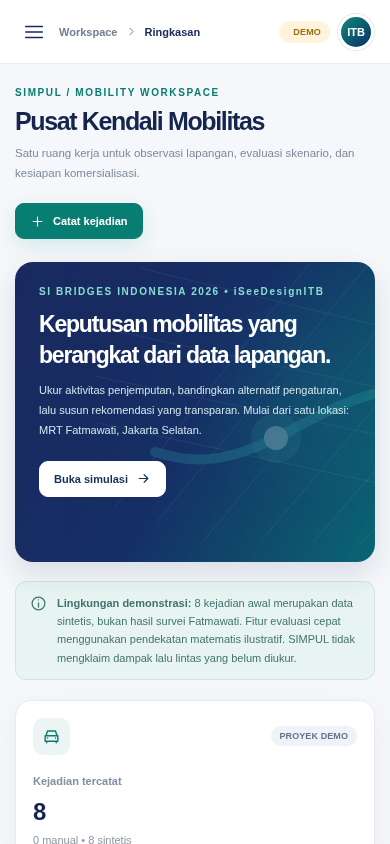 Workspace > Ringkasan DEMO ITB
SIMPUL / MOBILITY WORKSPACE
Pusat Kendali Mobilitas
Satu ruang kerja untuk observasi lapangan, evaluasi skenario, dan
kesiapan komersialisasi.
+ Catat kejadian
SI BRIDGES INDONESIA 2026 • iSeeDesignITB
Keputusan mobilitas yang
berangkat dari data lapangan.
Ukur aktivitas penjemputan, bandingkan alternatif pengaturan,
lalu susun rekomendasi yang transparan. Mulai dari satu lokasi:
MRT Fatmawati, Jakarta Selatan.
Buka simulasi →
Lingkungan demonstrasi: 8 kejadian awal merupakan data
sintetis, bukan hasil survei Fatmawati. Fitur evaluasi cepat
menggunakan pendekatan matematis ilustratif. SIMPUL tidak
mengklaim dampak lalu lintas yang belum diukur.
PROYEK DEMO
Kejadian tercatat
8
0 manual • 8 sintetis